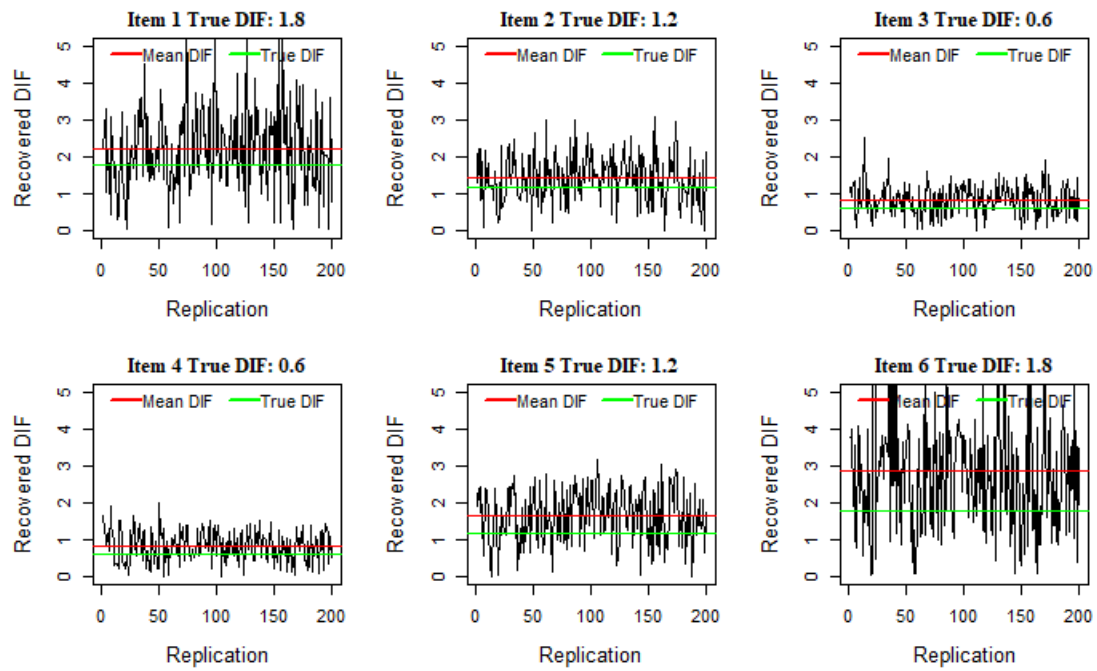 Item 1 True DIF: 1.8
Recovered DIF
5
4
3
2
1
0
Mean DIF True DIF
0 50 100 150 200
Replication
Item 2 True DIF: 1.2
Recovered DIF
5
4
3
2
1
0
Mean DIF True DIF
0 50 100 150 200
Replication
Item 3 True DIF: 0.6
Recovered DIF
5
4
3
2
1
0
Mean DIF True DIF
0 50 100 150 200
Replication
Item 4 True DIF: 0.6
Recovered DIF
5
4
3
2
1
0
Mean DIF True DIF
0 50 100 150 200
Replication
Item 5 True DIF: 1.2
Recovered DIF
5
4
3
2
1
0
Mean DIF True DIF
0 50 100 150 200
Replication
Item 6 True DIF: 1.8
Recovered DIF
5
4
3
2
1
0
Mean DIF True DIF
0 50 100 150 200
Replication